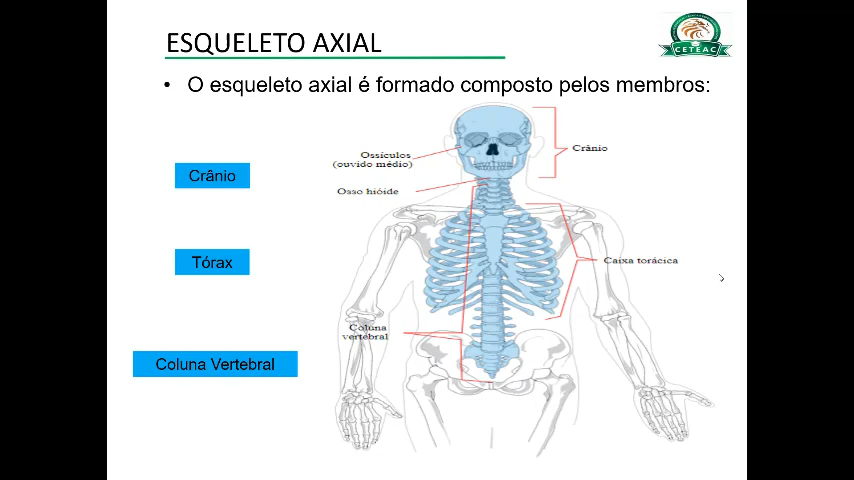 ESQUELETO AXIAL
CETEAC
• O esqueleto axial é formado composto pelos membros:
Crânio
Ossículos
(ouvido médio)
Crânio
Osso hióide
Tórax
Caixa torácica
Coluna
vertebral
Coluna Vertebral